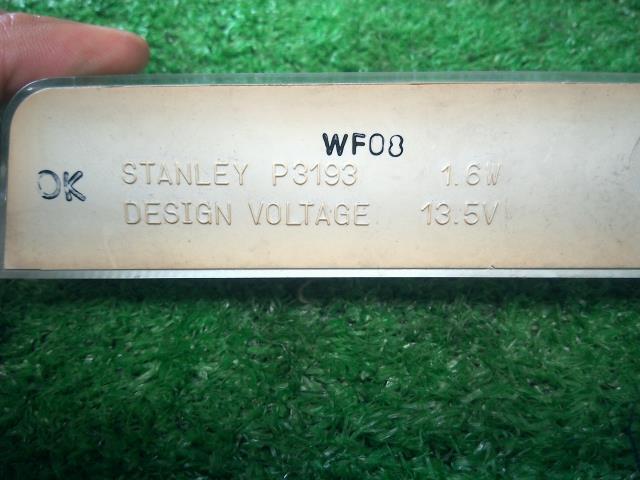 WF08
OK
STANLEY P3193 1.6W
DESIGN VOLTAGE 13.5V